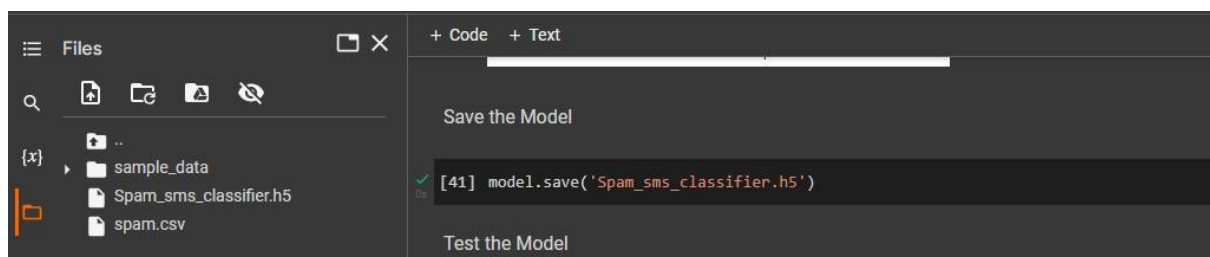 Files
+ Code + Text
Save the Model
..
{x}
sample_data
[41] model.save('Spam_sms_classifier.h5')
0s
Spam_sms_classifier.h5
spam.csv
Test the Model